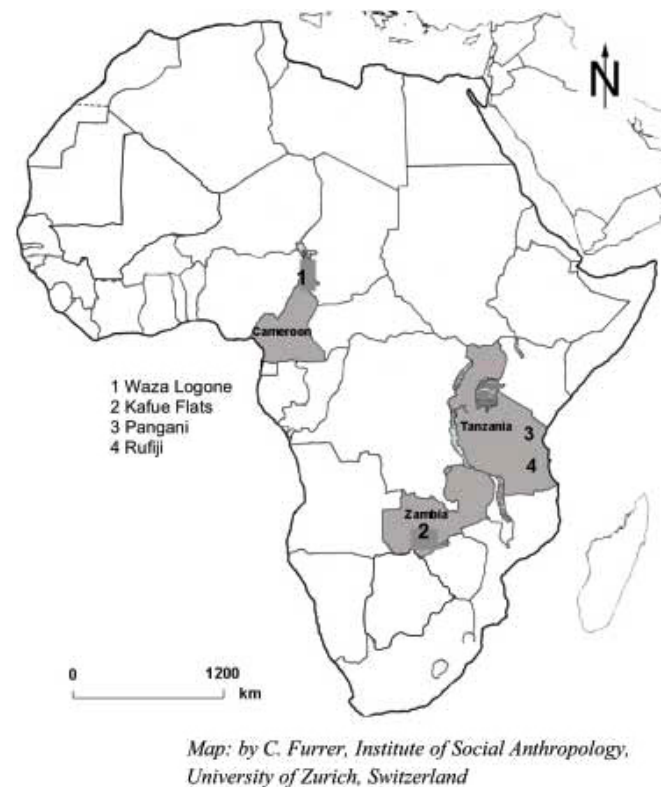 N
1
Cameroon
1 Waza Logone
2 Kafue Flats
3 Pangani
4 Rufiji
Tanzania
3
4
Zambia
2
0 1200
km
Map: by C. Furrer, Institute of Social Anthropology,
University of Zurich, Switzerland